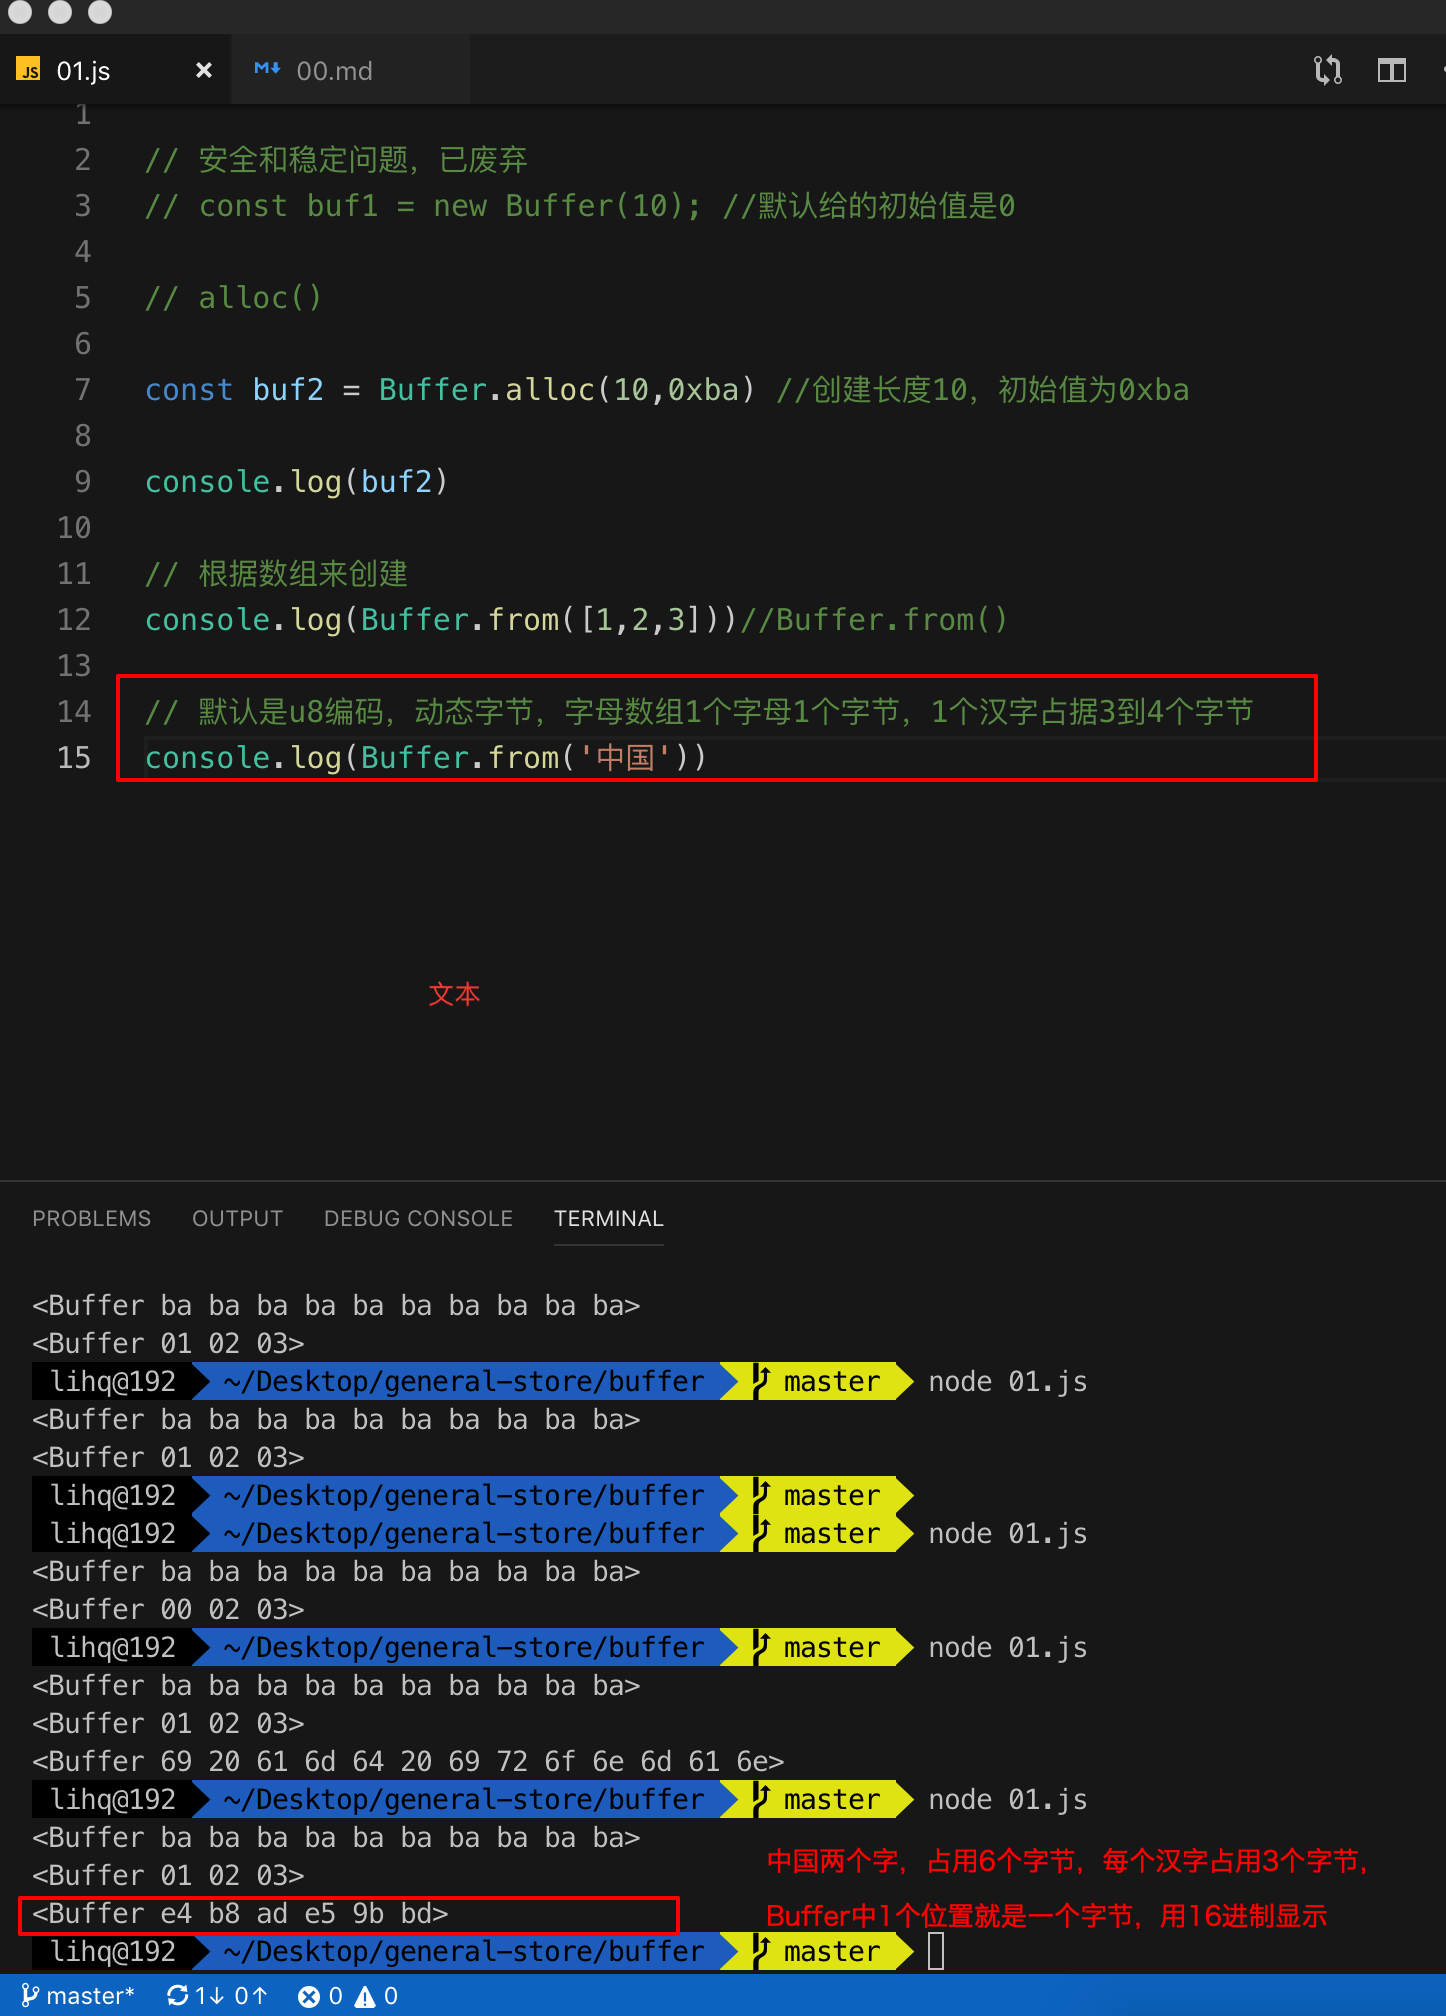 JS 01.js × M↓ 00.md
1
2 // 安全和稳定问题，已废弃
3 // const buf1 = new Buffer(10); //默认给的初始值是0
4
5 // alloc()
6
7 const buf2 = Buffer.alloc(10,0xba) //创建长度10，初始值为0xba
8
9 console.log(buf2)
10
11 // 根据数组来创建
12 console.log(Buffer.from([1,2,3]))//Buffer.from()
13
14 // 默认是u8编码，动态字节，字母数组1个字母1个字节，1个汉字占据3到4个字节
15 console.log(Buffer.from('中国'))
文本
PROBLEMS OUTPUT DEBUG CONSOLE TERMINAL
<Buffer ba ba ba ba ba ba ba ba ba ba>
<Buffer 01 02 03>
lihq@192 ~/Desktop/general-store/buffer master node 01.js
<Buffer ba ba ba ba ba ba ba ba ba ba>
<Buffer 01 02 03>
lihq@192 ~/Desktop/general-store/buffer master
lihq@192 ~/Desktop/general-store/buffer master node 01.js
<Buffer ba ba ba ba ba ba ba ba ba ba>
<Buffer 00 02 03>
lihq@192 ~/Desktop/general-store/buffer master node 01.js
<Buffer ba ba ba ba ba ba ba ba ba ba>
<Buffer 01 02 03>
<Buffer 69 20 61 6d 64 20 69 72 6f 6e 6d 61 6e>
lihq@192 ~/Desktop/general-store/buffer master node 01.js
<Buffer ba ba ba ba ba ba ba ba ba ba>
中国两个字，占用6个字节，每个汉字占用3个字节，
<Buffer 01 02 03>
<Buffer e4 b8 ad e5 9b bd>
Buffer中1个位置就是一个字节，用16进制显示
lihq@192 ~/Desktop/general-store/buffer master
master* 1↓ 0↑ 0 0